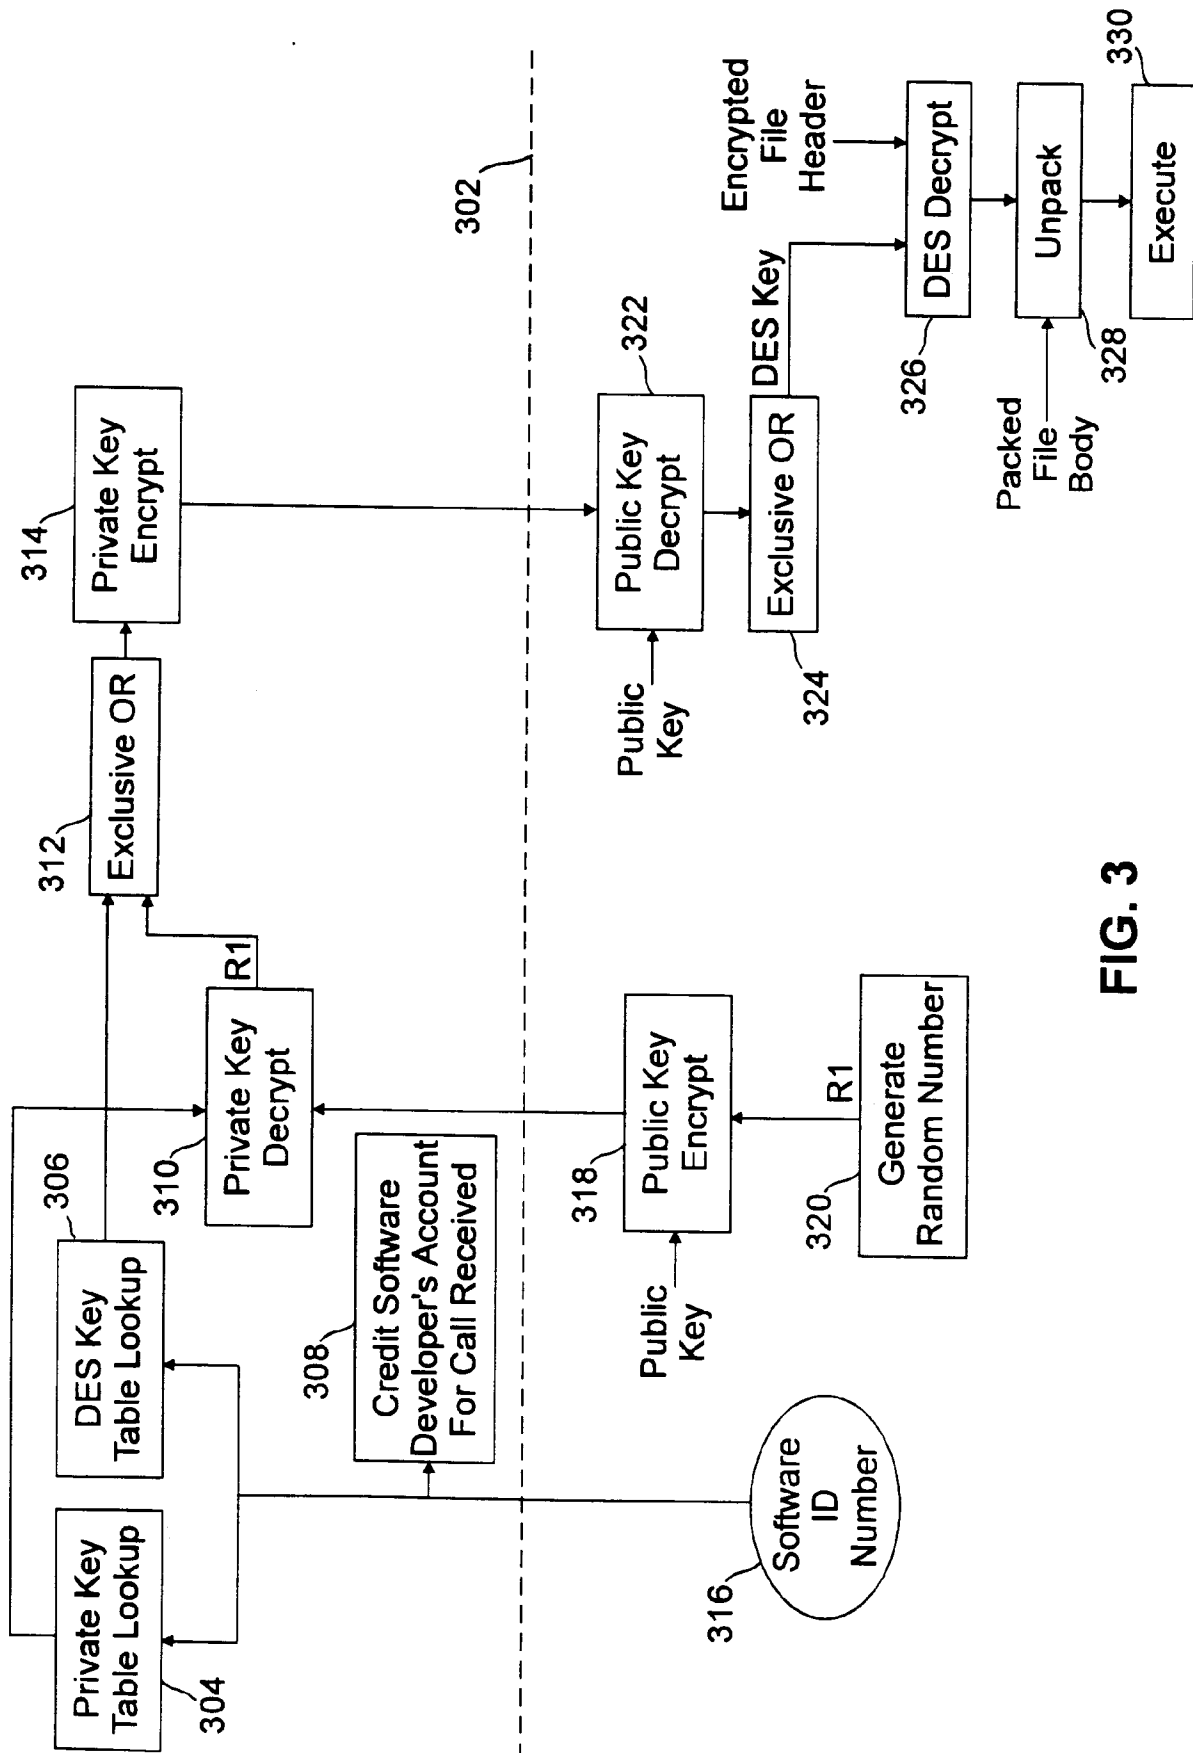 304
Private Key
Table Lookup
306
DES Key
Table Lookup
308
Credit Software
Developer's Account
For Call Received
310
Private Key
Decrypt
R1
312
Exclusive OR
314
Private Key
Encrypt
302
316
Software
ID
Number
Public
Key
318
Public Key
Encrypt
R1
320
Generate
Random Number
Public
Key
322
Public Key
Decrypt
324
Exclusive OR
DES Key
Encrypted
File
Header
326
DES Decrypt
Packed
File
Body
328
Unpack
330
Execute
FIG. 3